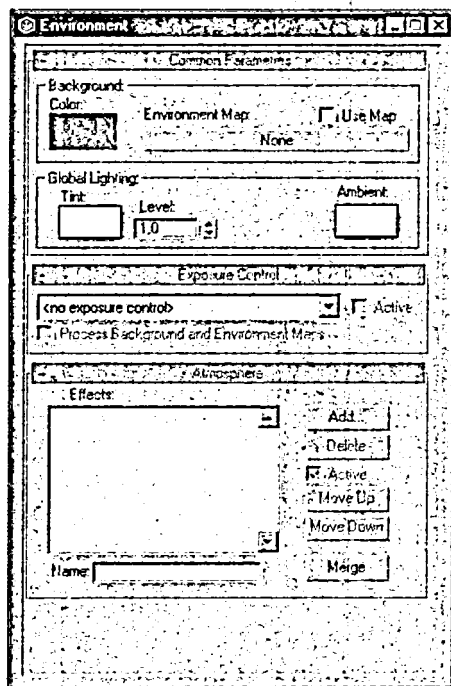 Environment
Common Parametres
Background:
Color:
Environment Map:
Use Map
None
Global Lighting:
Tint:
Level:
1.0
Ambient:
Exposure Control
<no exposure control>
Active
Process Background and Environment Maps
Atmosphere
Effects:
Add...
Delete
Active
Move Up
Move Down
Name:
Merge